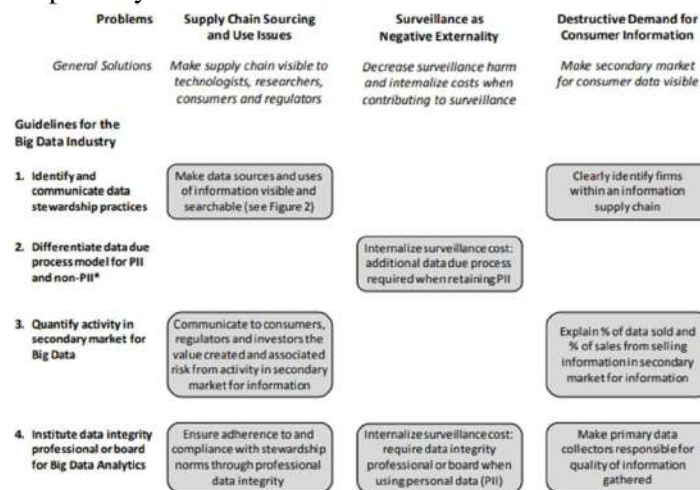 Problems
Supply Chain Sourcing
and Use Issues
Surveillance as
Negative Externality
Destructive Demand for
Consumer Information
General Solutions
Make supply chain visible to
technologists, researchers,
consumers and regulators
Decrease surveillance harm
and internalize costs when
contributing to surveillance
Make secondary market
for consumer data visible
Guidelines for the
Big Data Industry
1. Identify and
communicate data
stewardship practices
Make data sources and uses
of information visible and
searchable (see Figure 2)
Clearly identify firms
within an information
supply chain
2. Differentiate data due
process model for PII
and non-PII*
Internalize surveillance cost:
additional data due process
required when retaining PII
3. Quantify activity in
secondary market for
Big Data
Communicate to consumers,
regulators and investors the
value created and associated
risk from activity in secondary
market for information
Explain % of data sold and
% of sales from selling
information in secondary
market for information
4. Institute data integrity
professional or board
for Big Data Analytics
Ensure adherence to and
compliance with stewardship
norms through professional
data integrity
Internalize surveillance cost:
require data integrity
professional or board when
using personal data (PII)
Make primary data
collectors responsible for
quality of information
gathered